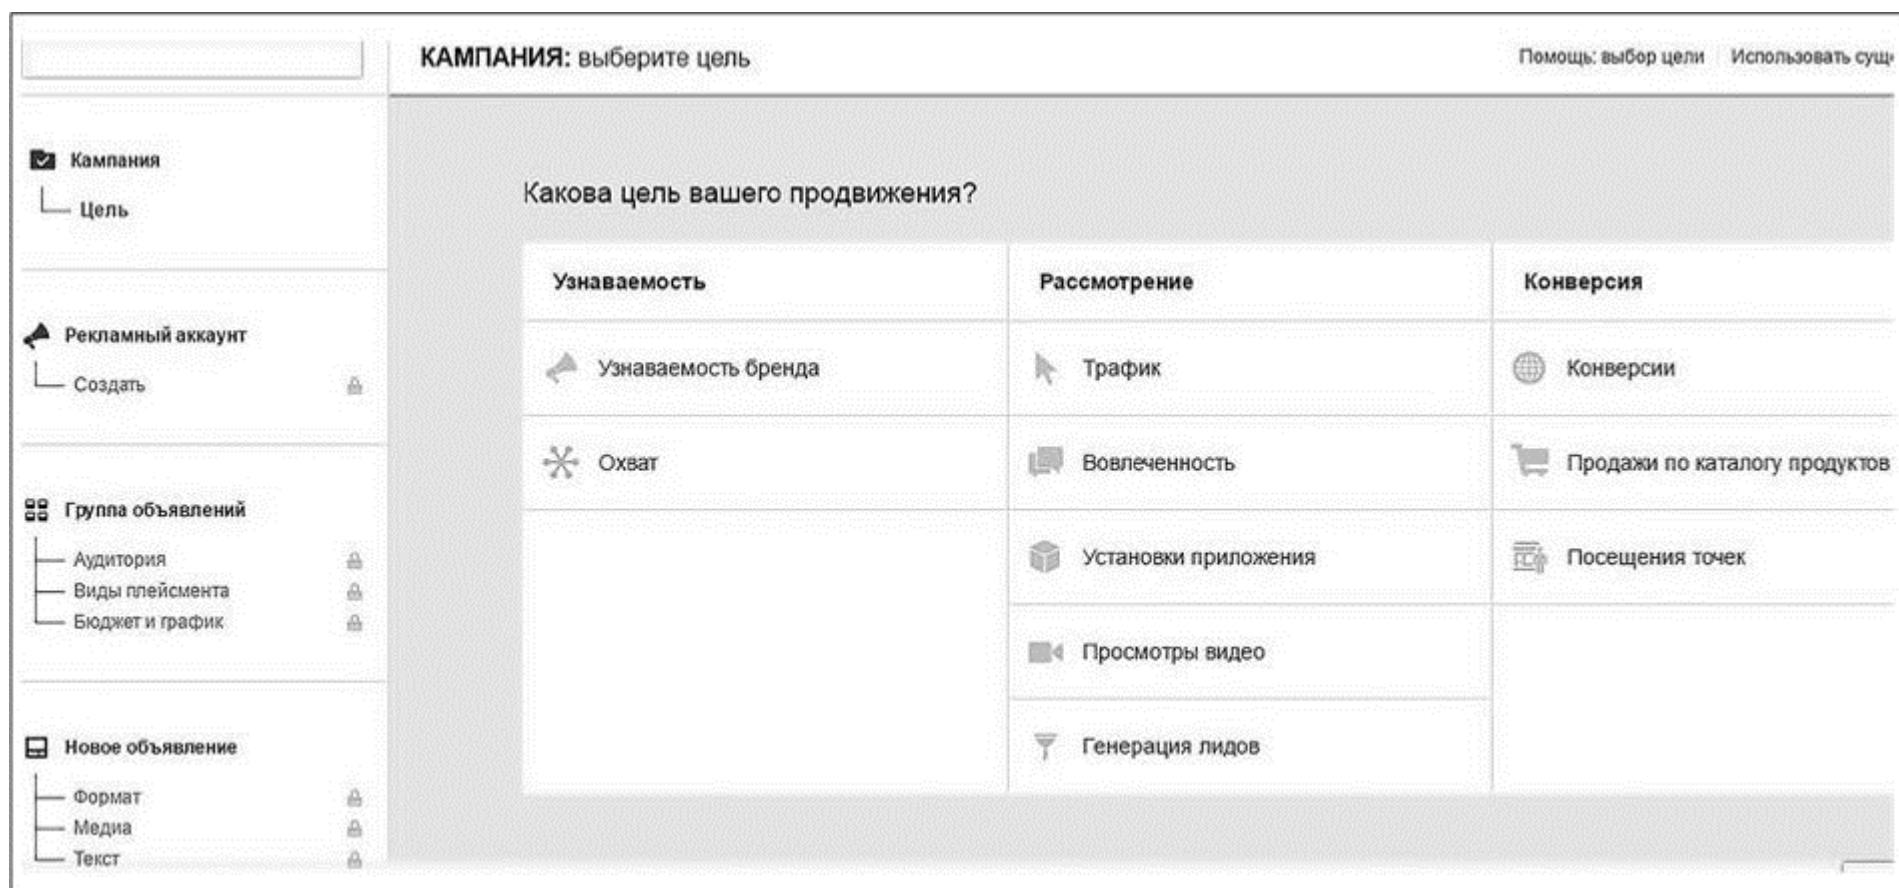 КАМПАНИЯ: выберите цель
Помощь: выбор цели
Использовать
Кампания
Цель
Рекламный аккаунт
Создать
Группа объявлений
Аудитория
Виды плейсмента
Бюджет и график
Новое объявление
Формат
Медиа
Текст
Какова цель вашего продвижения?
Узнаваемость
Рассмотрение
Конверсия
Узнаваемость бренда
Трафик
Конверсии
Охват
Вовлеченность
Продажи по каталогу продуктов
Установки приложения
Посещения точек
Просмотры видео
Генерация лидов